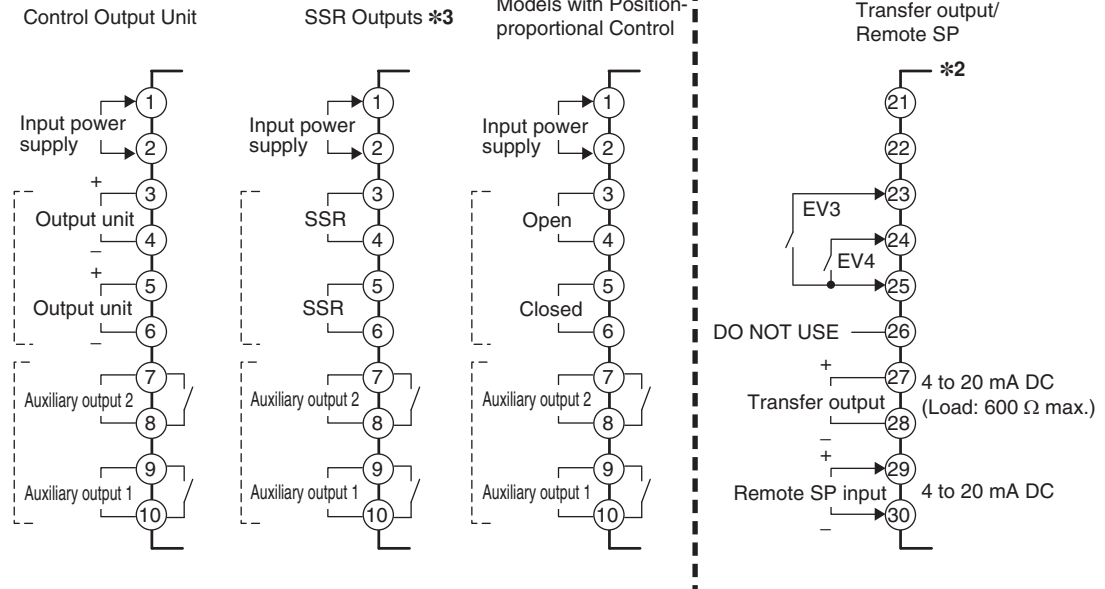 Control Output Unit
Input power
supply
1
2
+
3
Output unit
4
−
+
5
Output unit
6
−
7
Auxiliary output 2
8
9
Auxiliary output 1
10
SSR Outputs ✻3
Input power
supply
1
2
3
SSR
4
5
SSR
6
7
Auxiliary output 2
8
9
Auxiliary output 1
10
Models with Position-
proportional Control
Input power
supply
1
2
3
Open
4
5
Closed
6
7
Auxiliary output 2
8
9
Auxiliary output 1
10
Transfer output/
Remote SP
✻2
21
22
23
EV3
24
EV4
25
DO NOT USE
26
+
27
4 to 20 mA DC
Transfer output
(Load: 600 Ω max.)
28
−
+
29
Remote SP input
4 to 20 mA DC
30
−